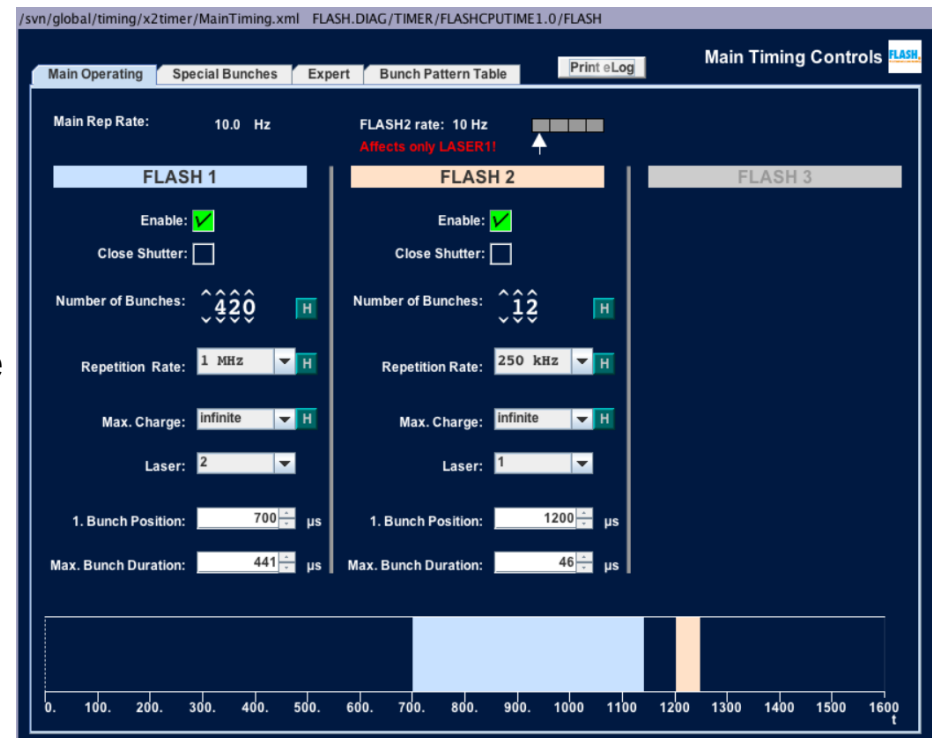 /svn/global/timing/x2timer/MainTiming.xml FLASH.DIAG/TIMER/FLASHCPUTIME1.0/FLASH
Main Timing Controls FLASH.
Main Operating Special Bunches Expert Bunch Pattern Table Print eLog
Main Rep Rate: 10.0 Hz FLASH2 rate: 10 Hz
Affects only LASER1!
FLASH 1 FLASH 2 FLASH 3
Enable: Enable:
Close Shutter: Close Shutter:
Number of Bunches: 420 H Number of Bunches: 12 H
e
Repetition Rate: 1 MHz H Repetition Rate: 250 kHz H
Max. Charge: infinite H Max. Charge: infinite H
Laser: 2 Laser: 1
1. Bunch Position: 700 µs 1. Bunch Position: 1200 µs
Max. Bunch Duration: 441 µs Max. Bunch Duration: 46 µs
0. 100. 200. 300. 400. 500. 600. 700. 800. 900. 1000 1100 1200 1300 1400 1500 1600
t